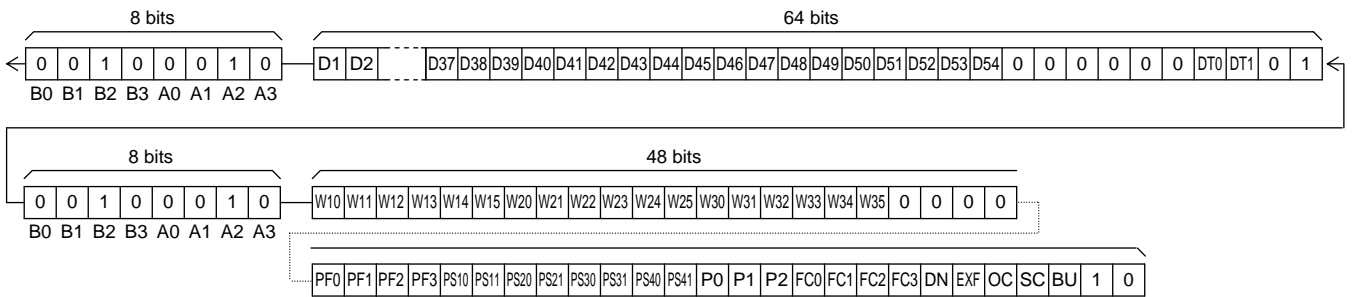 8 bits 64 bits
0 0 1 0 0 0 1 0 D1 D2 D37 D38 D39 D40 D41 D42 D43 D44 D45 D46 D47 D48 D49 D50 D51 D52 D53 D54 0 0 0 0 0 0 DT0 DT1 0 1
B0 B1 B2 B3 A0 A1 A2 A3
8 bits 48 bits
0 0 1 0 0 0 1 0 W10 W11 W12 W13 W14 W15 W20 W21 W22 W23 W24 W25 W30 W31 W32 W33 W34 W35 0 0 0 0
B0 B1 B2 B3 A0 A1 A2 A3
PF0 PF1 PF2 PF3 PS10 PS11 PS20 PS21 PS30 PS31 PS40 PS41 P0 P1 P2 FC0 FC1 FC2 FC3 DN EXF OC SC BU 1 0